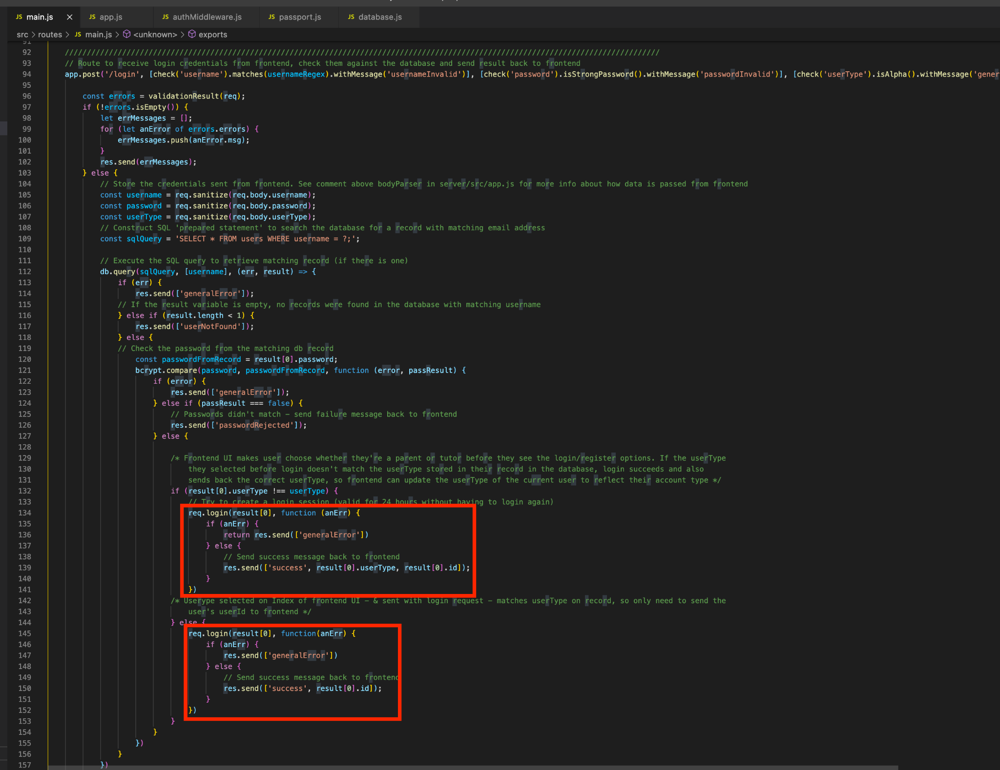 JS main.js × JS app.js JS authMiddleware.js JS passport.js JS database.js
src > routes > JS main.js > <unknown> > exports
91
92 ///////////////////////////////////////////////////////////////////////////////////////////////////////////////////////////////////////
93 // Route to receive login credentials from frontend, check them against the database and send result back to frontend
94 app.post('/login', [check('username').matches(usernameRegex).withMessage('usernameInvalid')], [check('password').isStrongPassword().withMessage('passwordInvalid')], [check('userType').isAlpha().withMessage('gener
95
96 const errors = validationResult(req);
97 if (!errors.isEmpty()) {
98 let errMessages = [];
99 for (let anError of errors.errors) {
100 errMessages.push(anError.msg);
101 }
102 res.send(errMessages);
103 } else {
104 // Store the credentials sent from frontend. See comment above bodyParser in server/src/app.js for more info about how data is passed from frontend
105 const username = req.sanitize(req.body.username);
106 const password = req.sanitize(req.body.password);
107 const userType = req.sanitize(req.body.userType);
108 // Construct SQL 'prepared statement' to search the database for a record with matching email address
109 const sqlQuery = 'SELECT * FROM users WHERE username = ?;';
110
111 // Execute the SQL query to retrieve matching record (if there is one)
112 db.query(sqlQuery, [username], (err, result) => {
113 if (err) {
114 res.send(['generalError']);
115 // If the result variable is empty, no records were found in the database with matching username
116 } else if (result.length < 1) {
117 res.send(['userNotFound']);
118 } else {
119 // Check the password from the matching db record
120 const passwordFromRecord = result[0].password;
121 bcrypt.compare(password, passwordFromRecord, function (error, passResult) {
122 if (error) {
123 res.send(['generalError']);
124 } else if (passResult === false) {
125 // Passwords didn't match – send failure message back to frontend
126 res.send(['passwordRejected']);
127 } else {
128
129 /* Frontend UI makes user choose whether they're a parent or tutor before they see the login/register options. If the userType
130 they selected before login doesn't match the userType stored in their record in the database, login succeeds and also
131 sends back the correct userType, so frontend can update the userType of the current user to reflect their account type */
132 if (result[0].userType !== userType) {
133 // Try to create a login session (valid for 24 hours without having to login again)
134 req.login(result[0], function (anErr) {
135 if (anErr) {
136 return res.send(['generalError'])
137 } else {
138 // Send success message back to frontend
139 res.send(['success', result[0].userType, result[0].id]);
140 }
141 })
142 /* Userype selected on Index of frontend UI – & sent with login request – matches userType on record, so only need to send the
143 user's userId to frontend */
144 } else {
145 req.login(result[0], function(anErr) {
146 if (anErr) {
147 res.send(['generalError'])
148 } else {
149 // Send success message back to frontend
150 res.send(['success', result[0].id]);
151 }
152 })
153 }
154 }
155 })
156 }
157 })